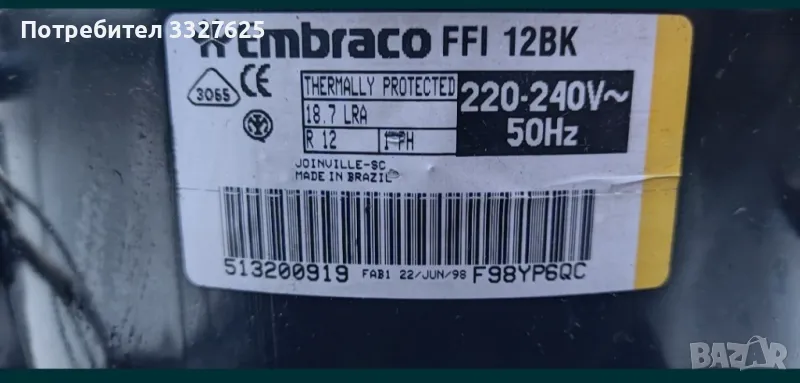 Потребител 3327625
Embraco FFI 12BK
3065 CE
THERMALLY PROTECTED
18.7 LRA
R 12 1 PH
220-240V~
50Hz
JOINVILLE-SC
MADE IN BRAZIL
513200919 FAB1 22/JUN/98 F98YP6QC
BAZAR